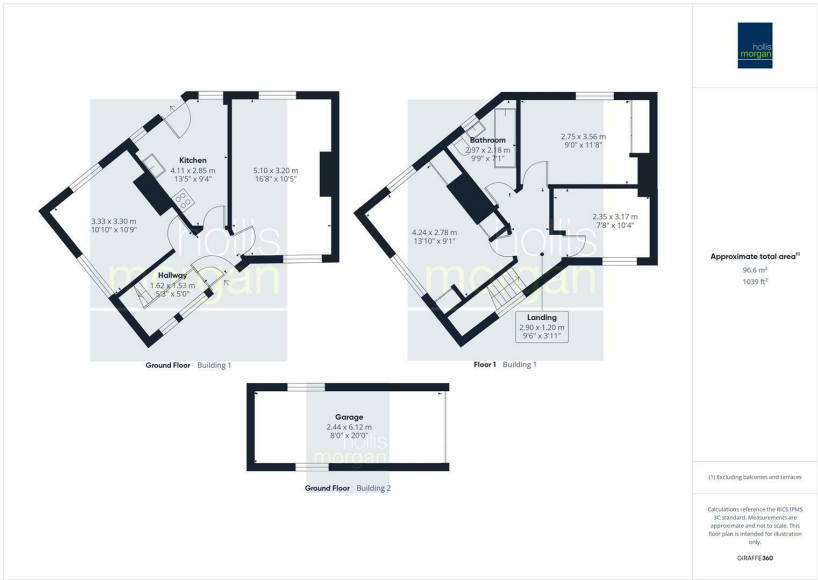 hollis
morgan
Kitchen
4.11 x 2.85 m
13'5" x 9'4"
5.10 x 3.20 m
16'8" x 10'5"
3.33 x 3.30 m
10'10" x 10'9"
Hallway
1.62 x 1.53 m
5'3" x 5'0"
hollis
morgan
Ground Floor Building 1
Bathroom
2.97 x 2.18 m
9'9" x 7'1"
2.75 x 3.56 m
9'0" x 11'8"
4.24 x 2.78 m
13'10" x 9'1"
2.35 x 3.17 m
7'8" x 10'4"
hollis
morgan
Landing
2.90 x 1.20 m
9'6" x 3'11"
Floor 1 Building 1
Garage
2.44 x 6.12 m
8'0" x 20'0"
hollis
morgan
Ground Floor Building 2
Approximate total area(1)
96.6 m²
1039 ft²
(1) Excluding balconies and terraces
Calculations reference the RICS IPMS
3C standard. Measurements are
approximate and not to scale. This
floor plan is intended for illustration
only.
GIRAFFE360